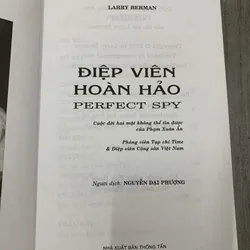 LARRY BERMAN
ĐIỆP VIÊN
HOÀN HẢO
PERFECT SPY
Cuộc đời hai mặt không thể tin được
của Phạm Xuân Ẩn
Phóng viên Tạp chí Time
& Điệp viên Cộng sản Việt Nam
Người dịch: NGUYỄN ĐẠI PHƯỢNG
NHÀ XUẤT BẢN THÔNG TẤN